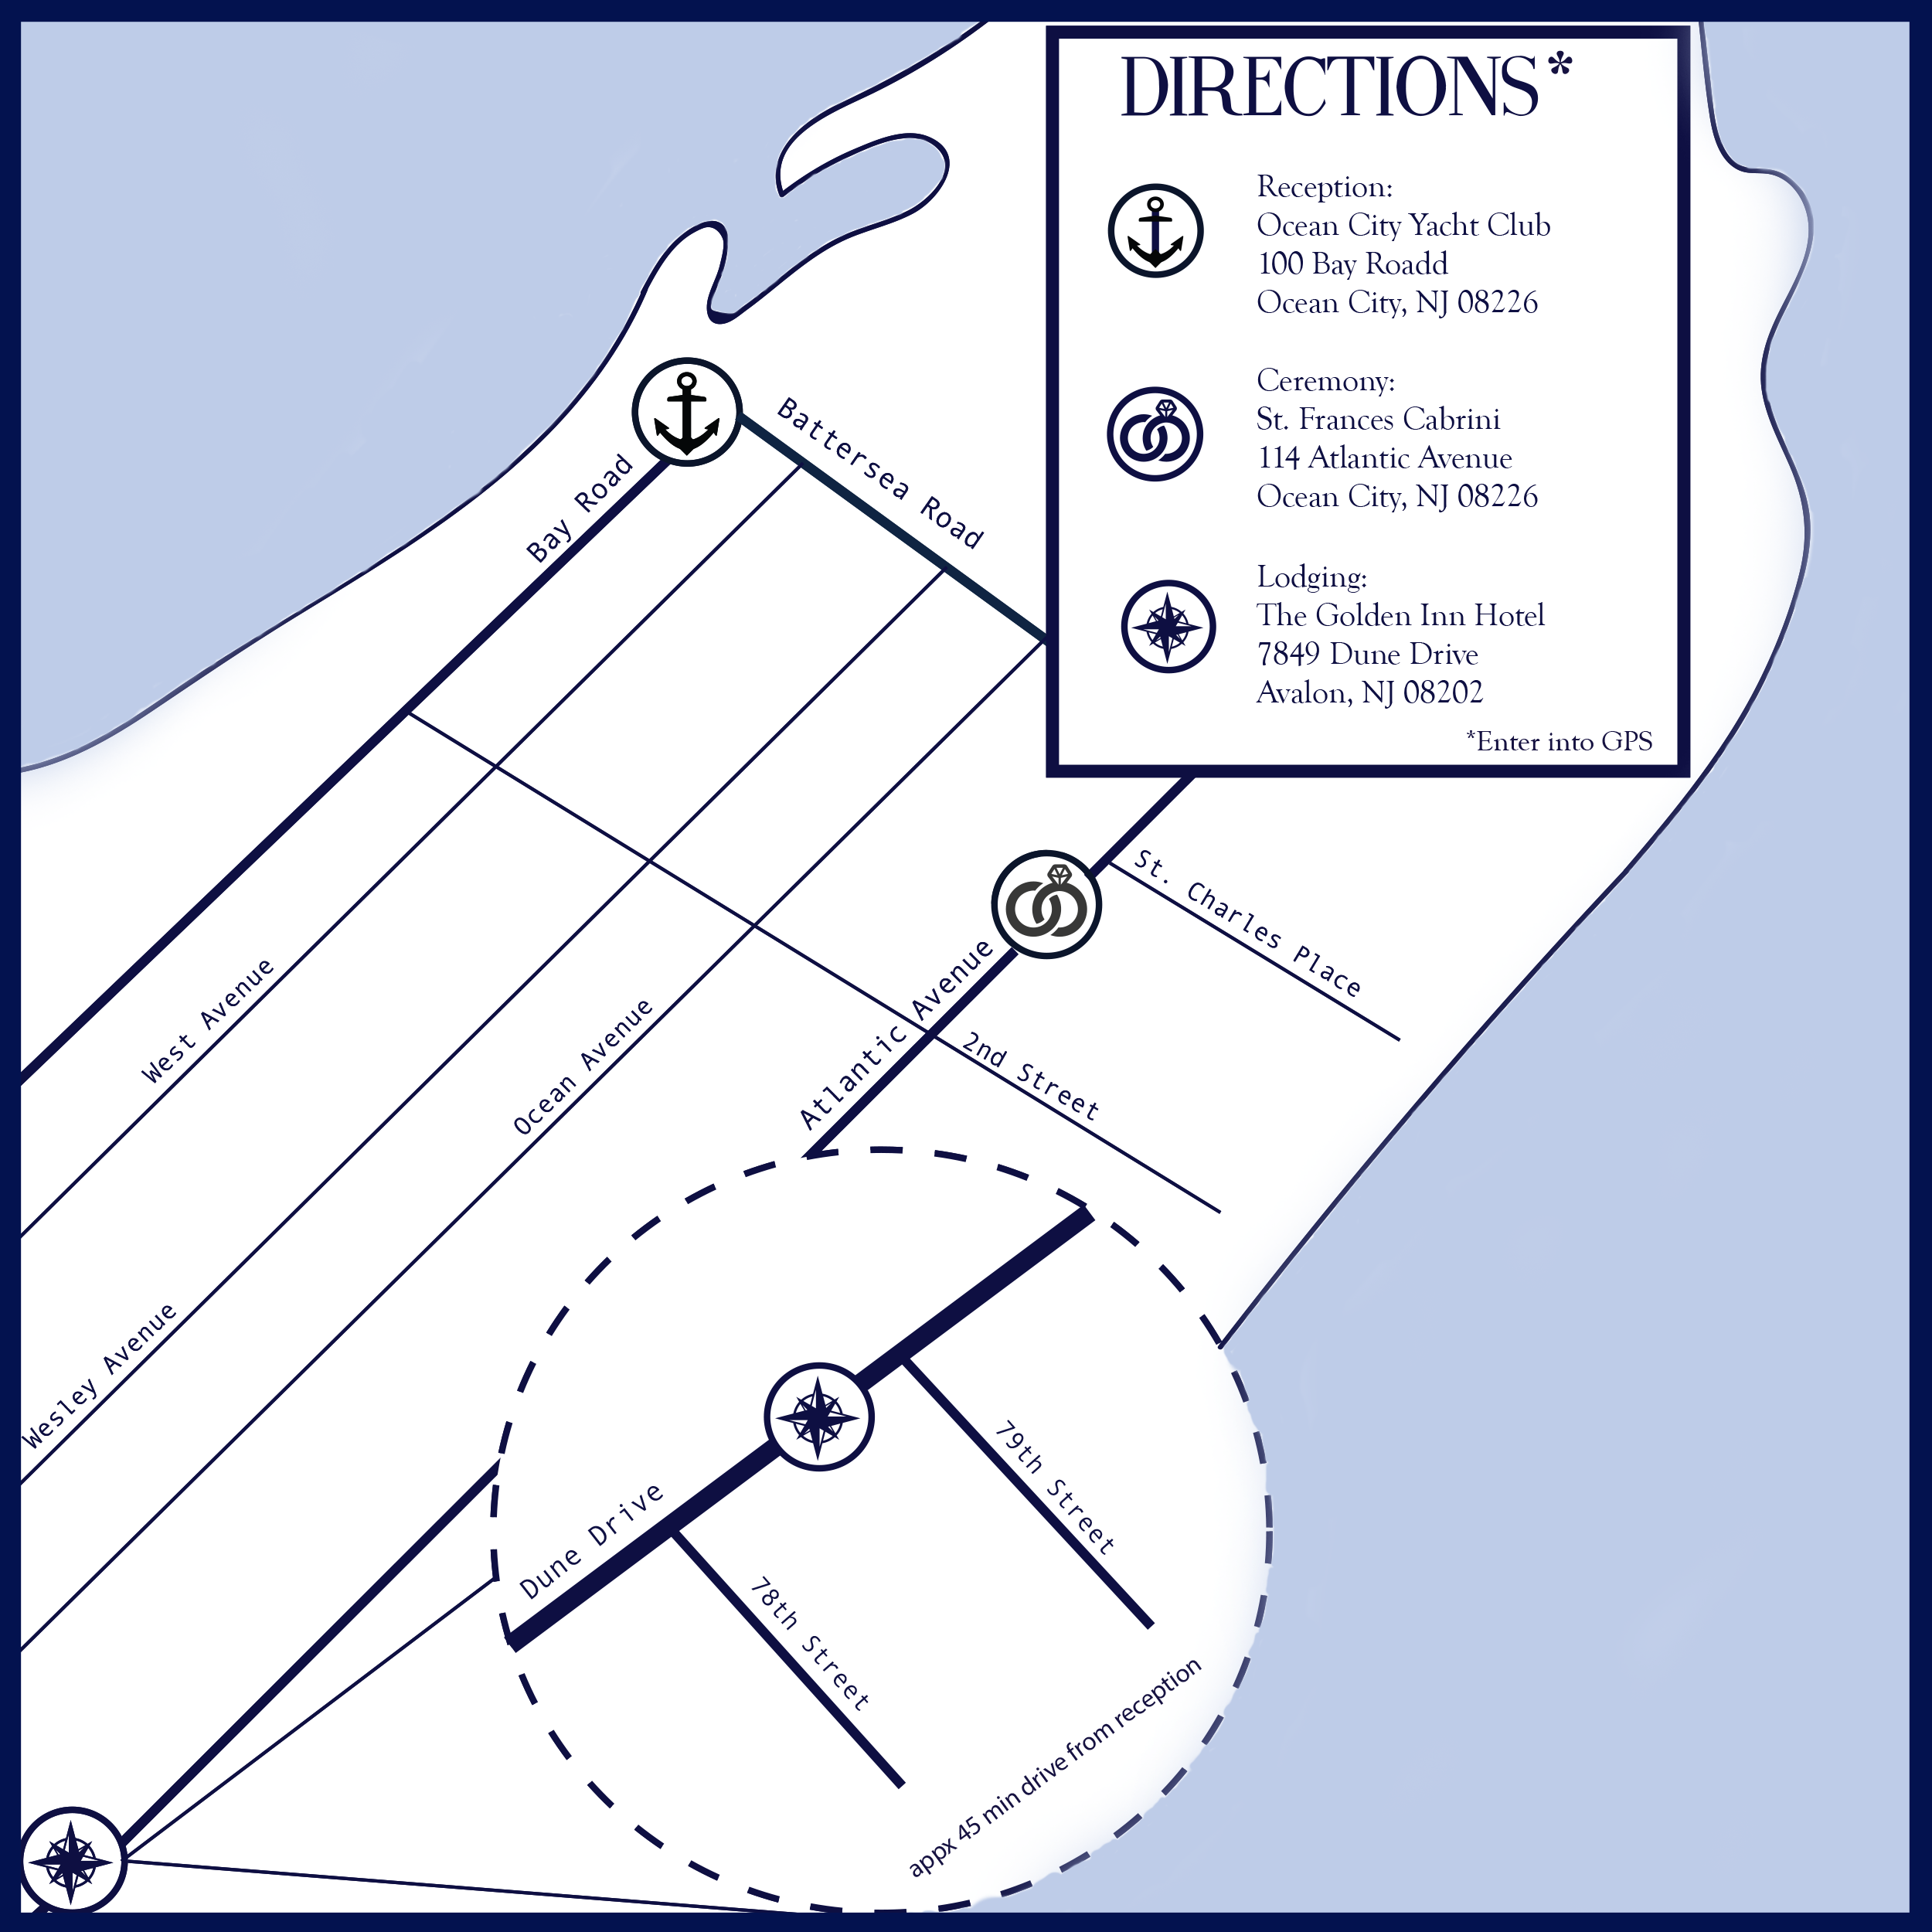 DIRECTIONS*
Reception:
Ocean City Yacht Club
100 Bay Roadd
Ocean City, NJ 08226
Ceremony:
St. Frances Cabrini
114 Atlantic Avenue
Ocean City, NJ 08226
Lodging:
The Golden Inn Hotel
7849 Dune Drive
Avalon, NJ 08202
*Enter into GPS
Battersea Road
Bay Road
St. Charles Place
West Avenue
Ocean Avenue
Atlantic Avenue
2nd Street
Wesley Avenue
Dune Drive
79th Street
78th Street
appx 45 min drive from reception